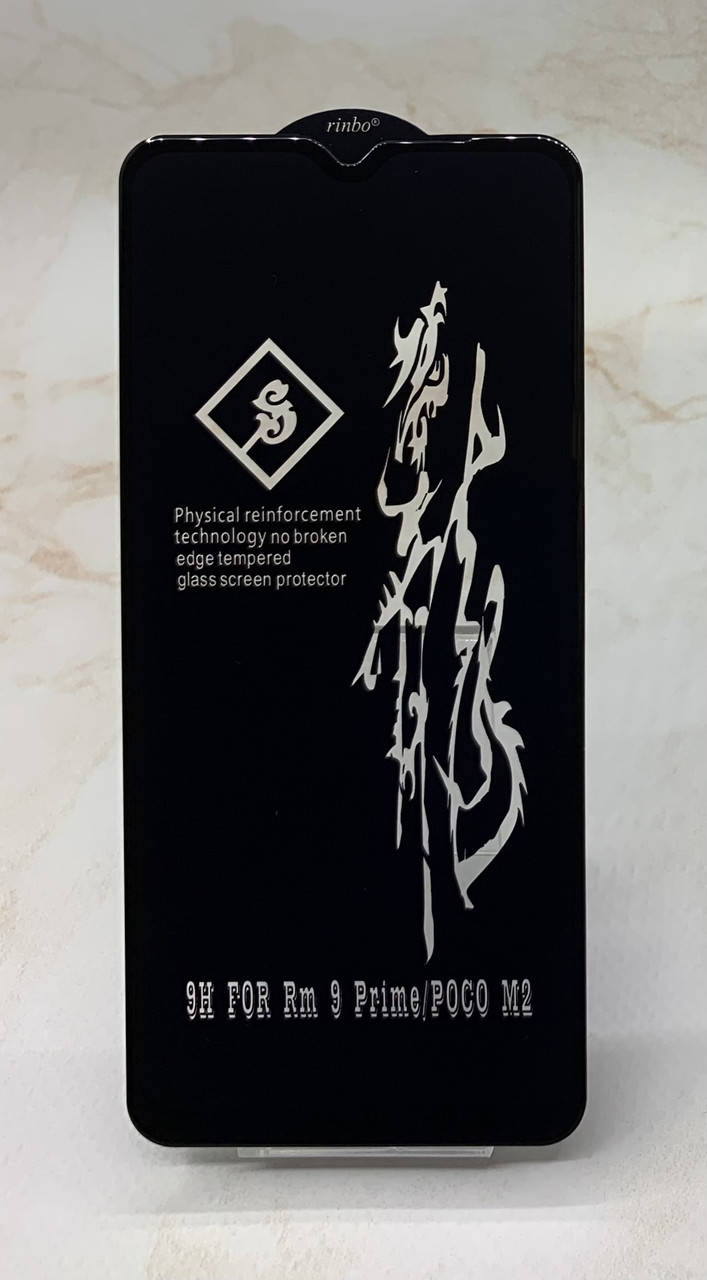 rinbo®
Physical reinforcement
technology no broken
edge tempered
glass screen protector
9H FOR Rm 9 Prime/POCO M2